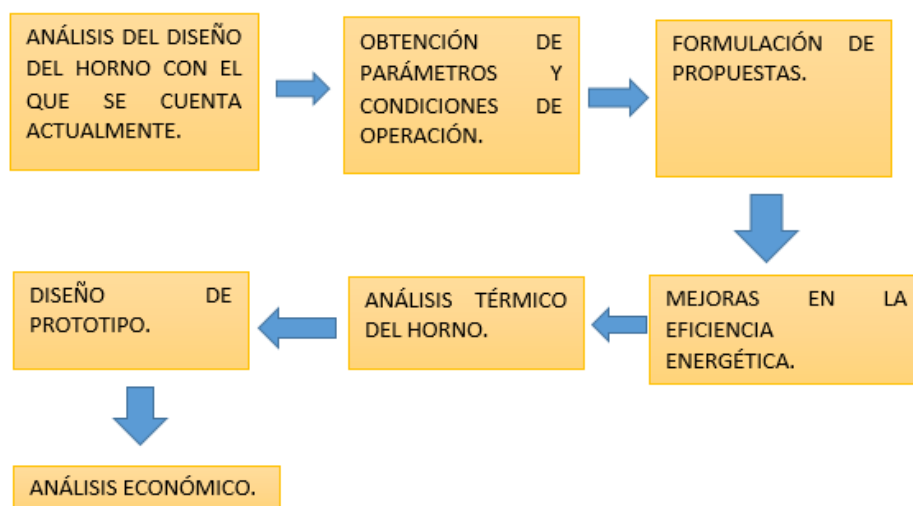 ANÁLISIS DEL DISEÑO
DEL HORNO CON EL
QUE SE CUENTA
ACTUALMENTE.
OBTENCIÓN DE
PARÁMETROS Y
CONDICIONES DE
OPERACIÓN.
FORMULACIÓN DE
PROPUESTAS.
MEJORAS EN LA
EFICIENCIA
ENERGÉTICA.
ANÁLISIS TÉRMICO
DEL HORNO.
DISEÑO DE
PROTOTIPO.
ANÁLISIS ECONÓMICO.